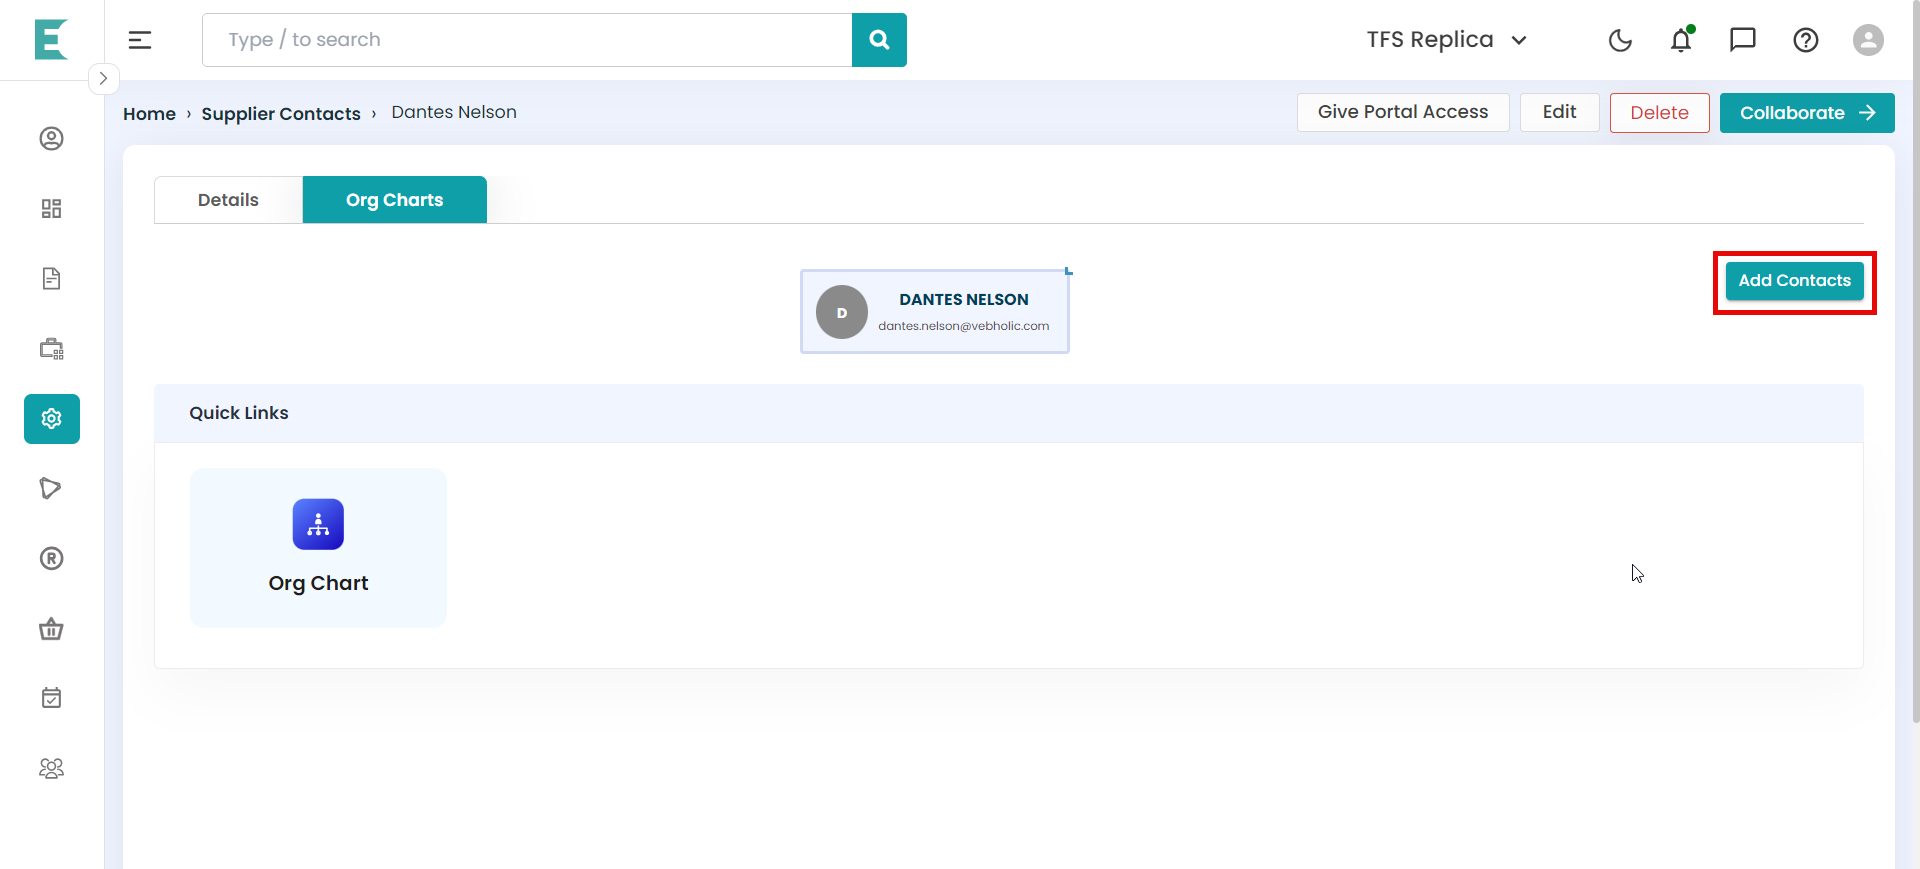 E
Type / to search
TFS Replica
Home › Supplier Contacts › Dantes Nelson
Give Portal Access
Edit
Delete
Collaborate
Details
Org Charts
Add Contacts
D
DANTES NELSON
dantes.nelson@vebholic.com
Quick Links
Org Chart
R